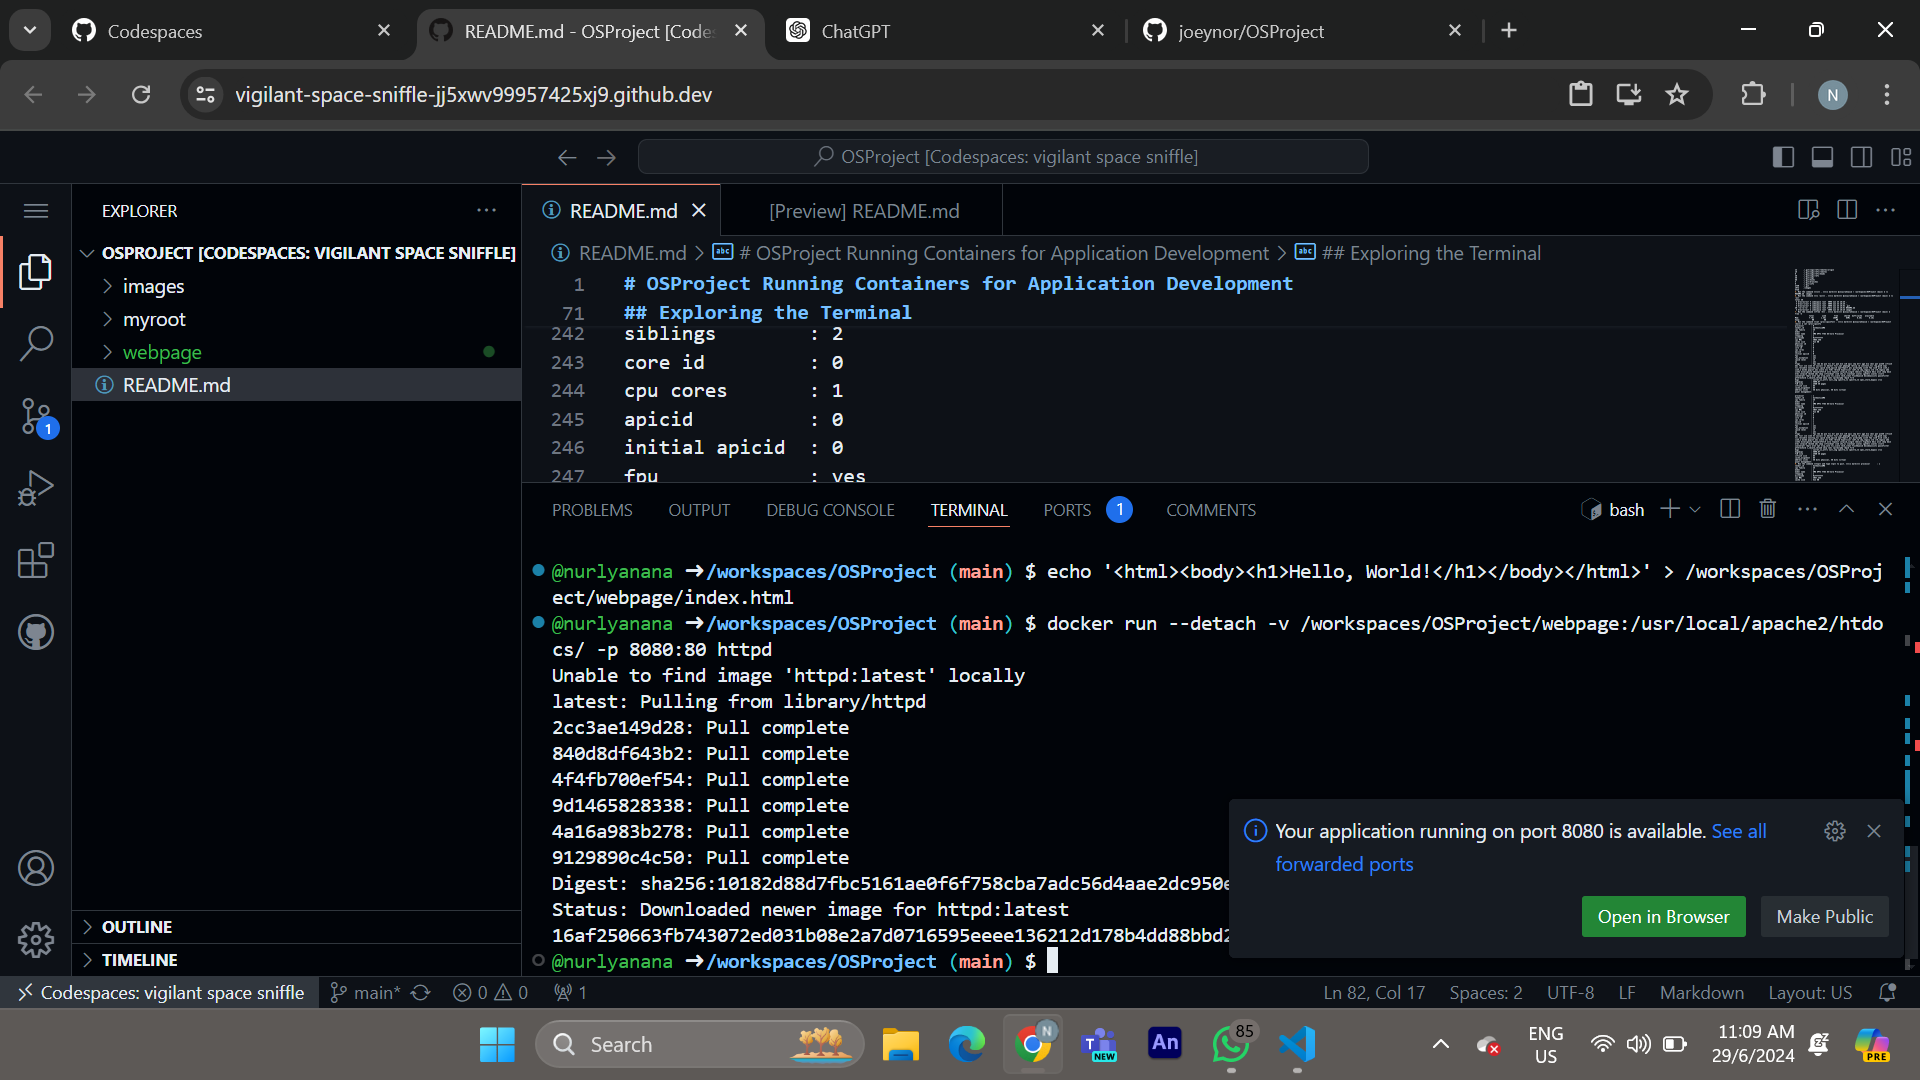 Codespaces
README.md - OSProject [Codes
ChatGPT
joeynor/OSProject
vigilant-space-sniffle-jj5xwv99957425xj9.github.dev
N
OSProject [Codespaces: vigilant space sniffle]
EXPLORER
README.md
[Preview] README.md
OSPROJECT [CODESPACES: VIGILANT SPACE SNIFFLE]
images
myroot
webpage
README.md
OUTLINE
TIMELINE
1
README.md > # OSProject Running Containers for Application Development > ## Exploring the Terminal
1 # OSProject Running Containers for Application Development
71 ## Exploring the Terminal
242 siblings : 2
243 core id : 0
244 cpu cores : 1
245 apicid : 0
246 initial apicid : 0
247 fpu : yes
PROBLEMS OUTPUT DEBUG CONSOLE TERMINAL PORTS 1 COMMENTS
bash
@nurlyanana ➜/workspaces/OSProject (main) $ echo '<html><body><h1>Hello, World!</h1></body></html>' > /workspaces/OSProj
ect/webpage/index.html
@nurlyanana ➜/workspaces/OSProject (main) $ docker run --detach -v /workspaces/OSProject/webpage:/usr/local/apache2/htdo
cs/ -p 8080:80 httpd
Unable to find image 'httpd:latest' locally
latest: Pulling from library/httpd
2cc3ae149d28: Pull complete
840d8df643b2: Pull complete
4f4fb700ef54: Pull complete
9d1465828338: Pull complete
4a16a983b278: Pull complete
9129890c4c50: Pull complete
Digest: sha256:10182d88d7fbc5161ae0f6f758cba7adc56d4aae2dc950e
Status: Downloaded newer image for httpd:latest
16af250663fb743072ed031b08e2a7d0716595eeee136212d178b4dd88bbd2
@nurlyanana ➜/workspaces/OSProject (main) $
Your application running on port 8080 is available. See all
forwarded ports
Open in Browser
Make Public
Codespaces: vigilant space sniffle
main*
0 0
1
Ln 82, Col 17
Spaces: 2
UTF-8
LF
Markdown
Layout: US
Search
N
T
NEW
An
85
ENG
US
11:09 AM
29/6/2024
PRE